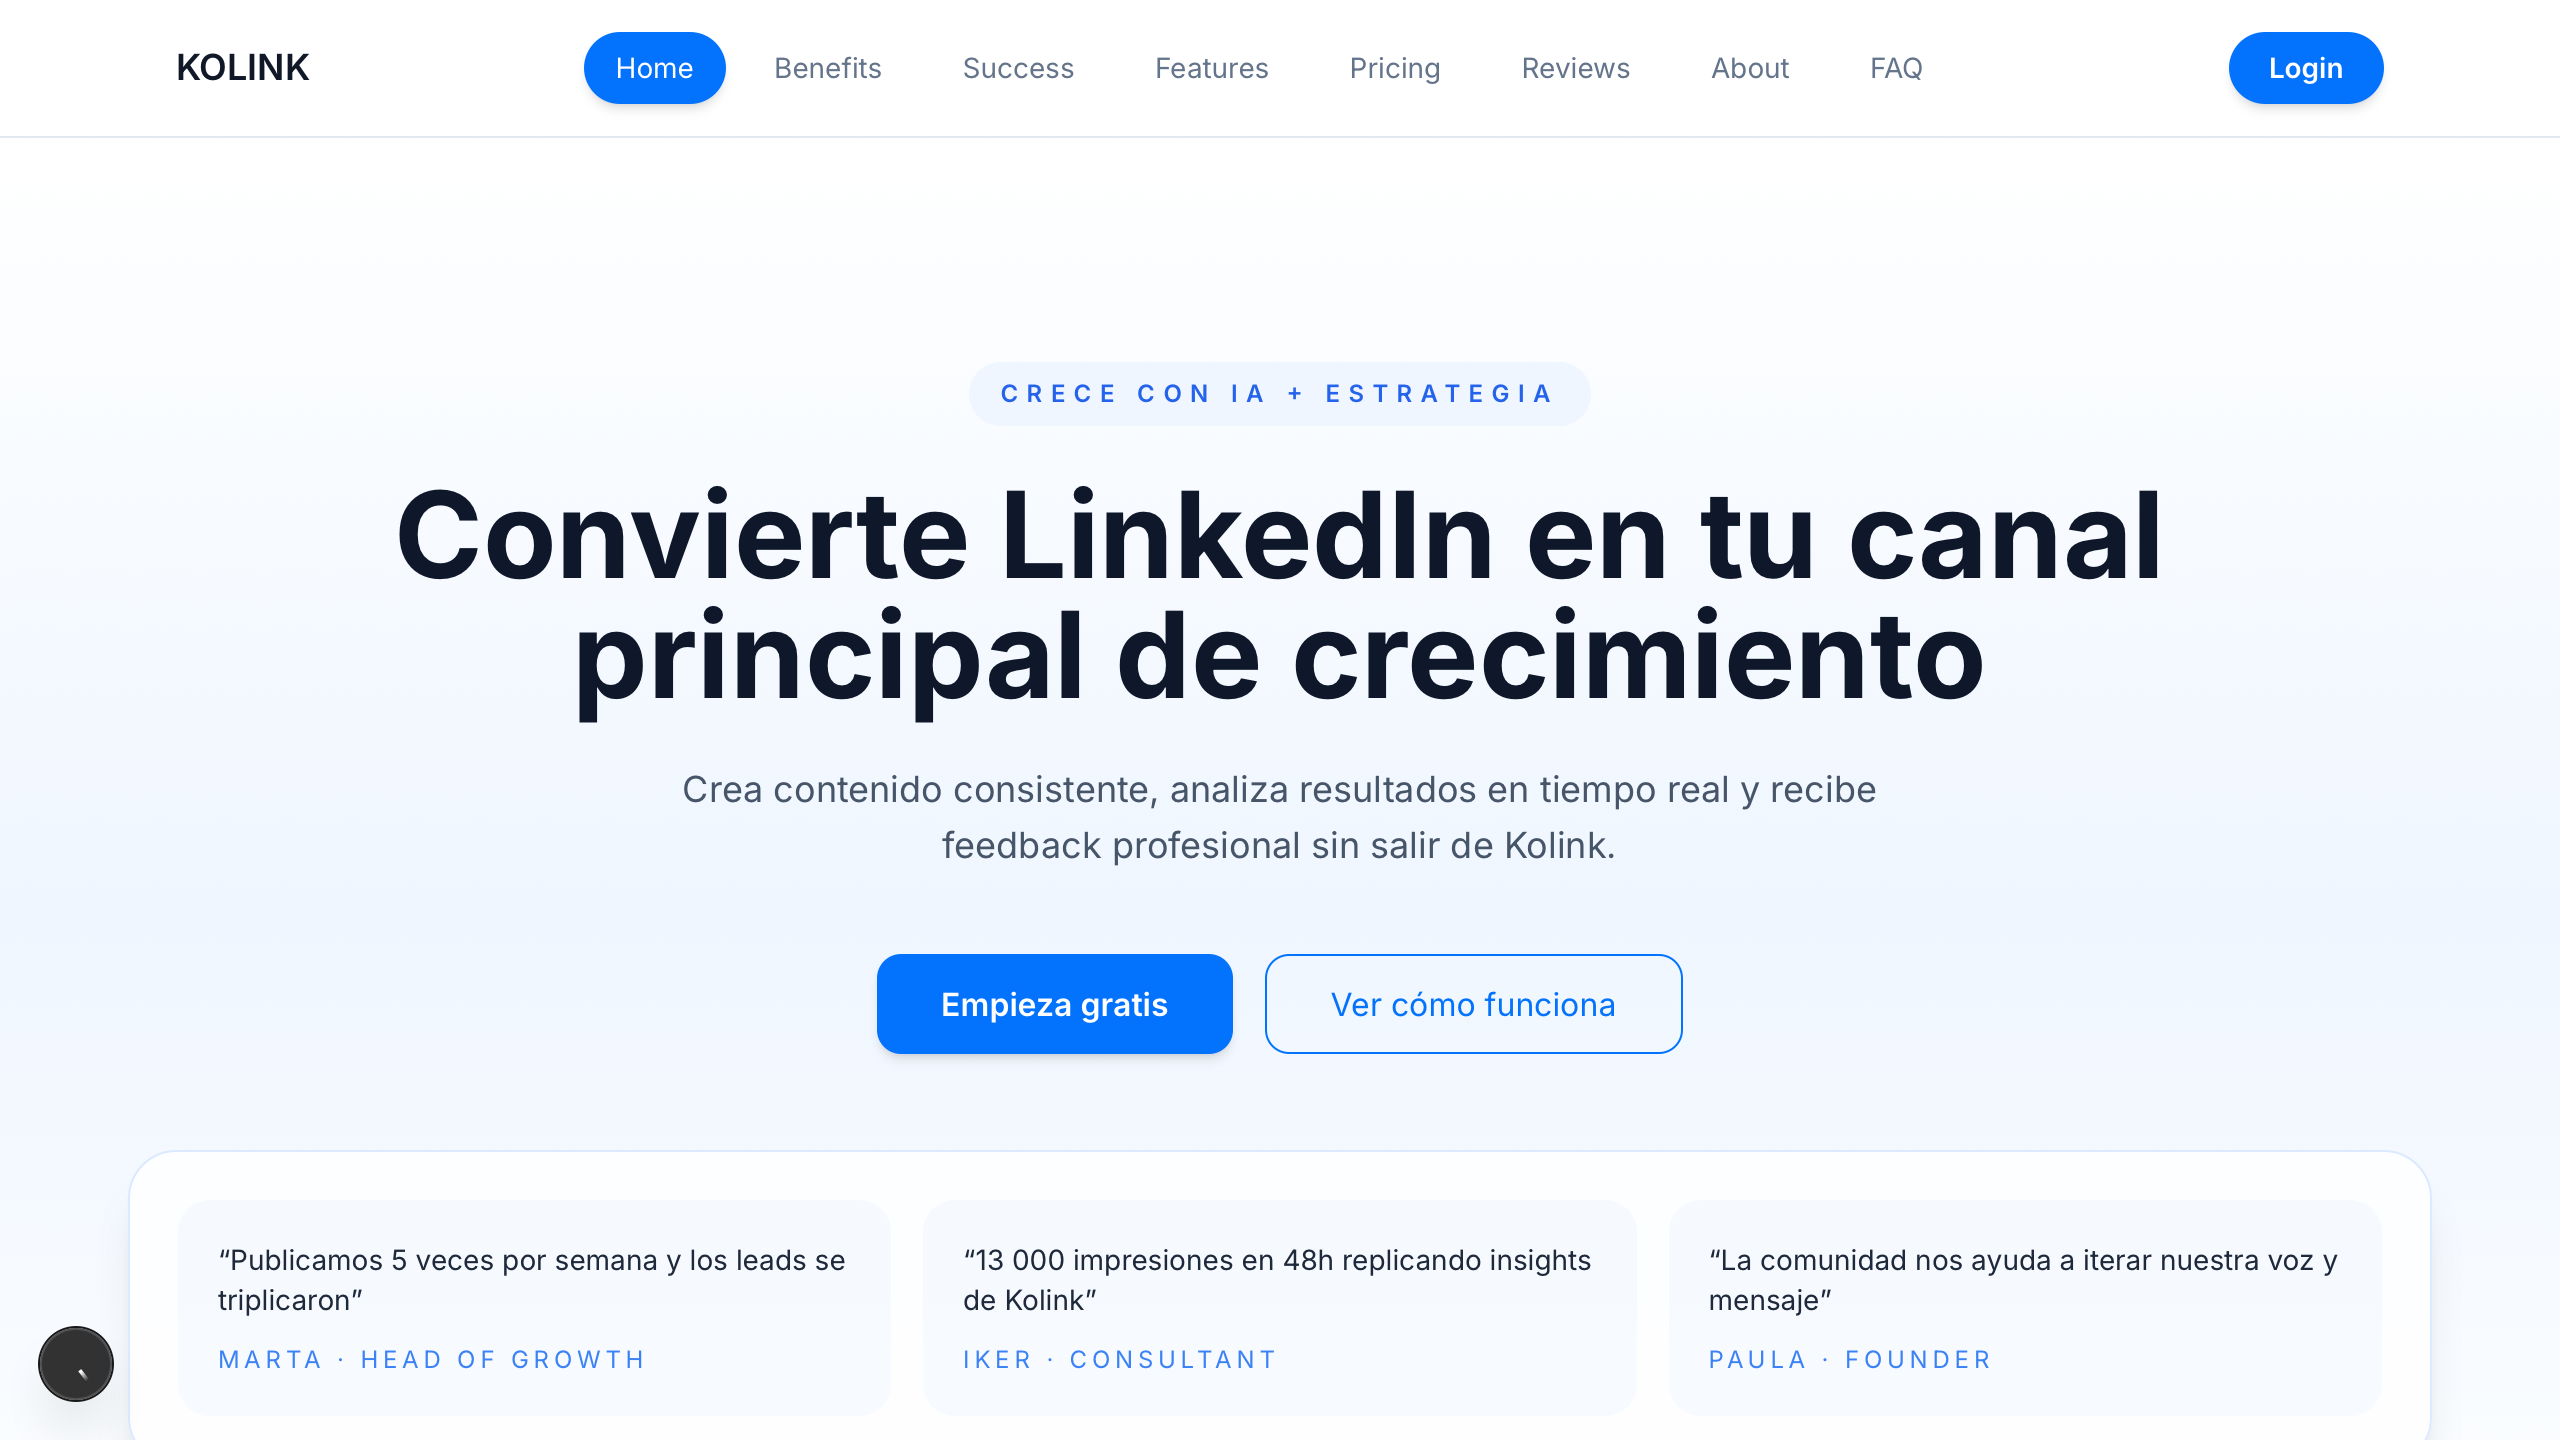 KOLINK
Home
Benefits
Success
Features
Pricing
Reviews
About
FAQ
Login
CRECE CON IA + ESTRATEGIA
Convierte LinkedIn en tu canal
principal de crecimiento
Crea contenido consistente, analiza resultados en tiempo real y recibe
feedback profesional sin salir de Kolink.
Empieza gratis
Ver cómo funciona
“Publicamos 5 veces por semana y los leads se
triplicaron”
MARTA · HEAD OF GROWTH
“13 000 impresiones en 48h replicando insights
de Kolink”
IKER · CONSULTANT
“La comunidad nos ayuda a iterar nuestra voz y
mensaje”
PAULA · FOUNDER